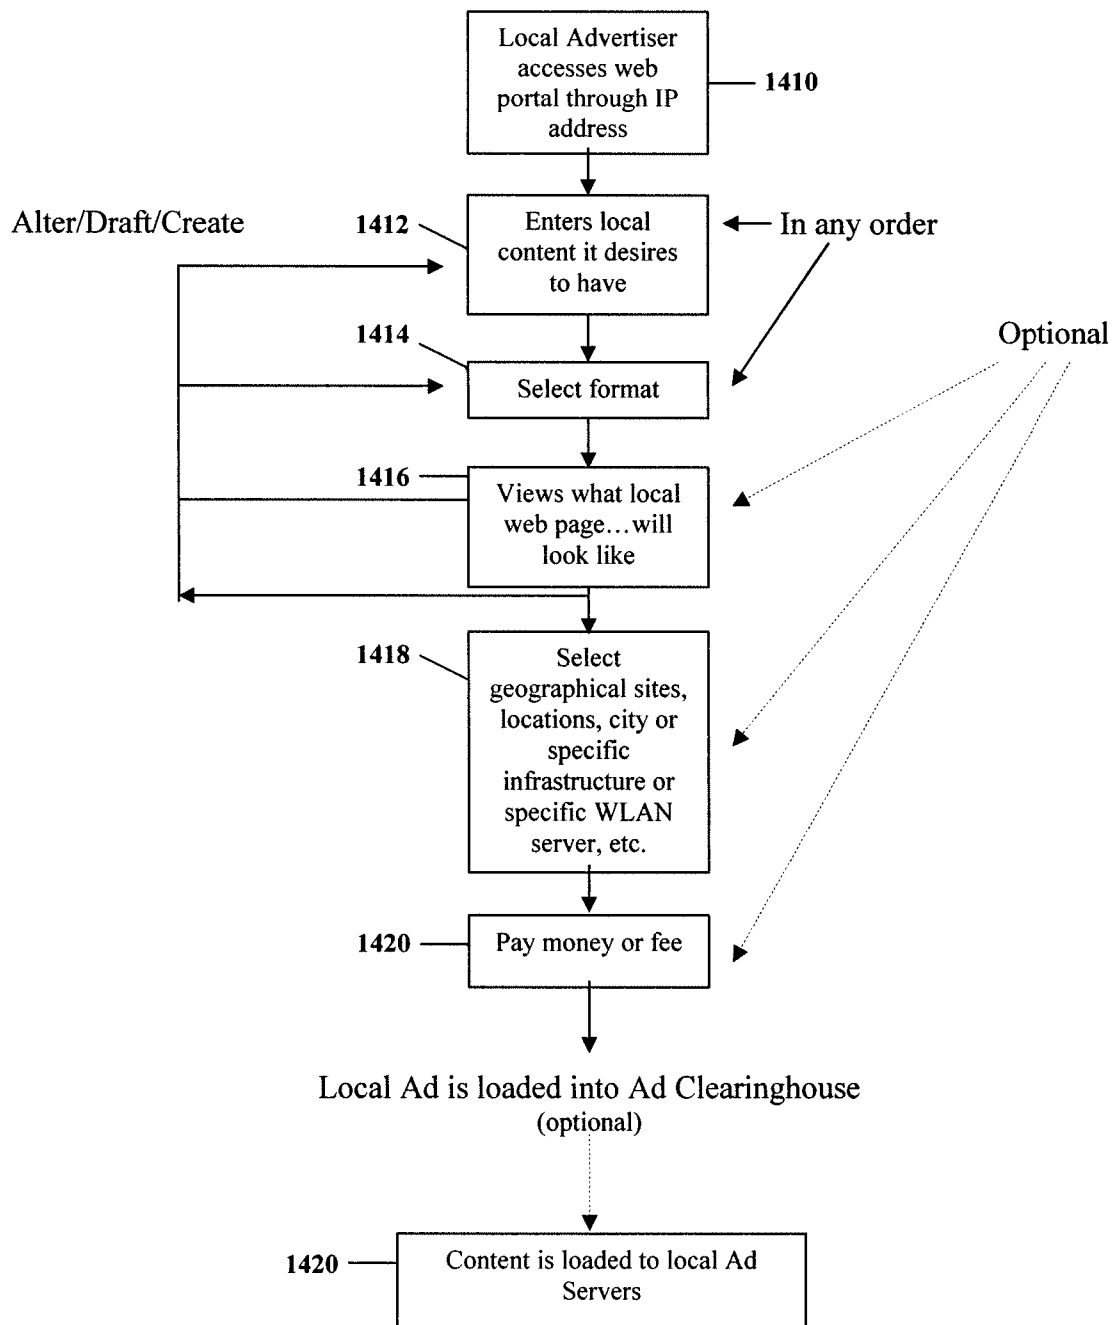 Local Advertiser
accesses web
portal through IP
address
1410
Alter/Draft/Create
1412
Enters local
content it desires
to have
In any order
1414
Select format
Optional
1416
Views what local
web page…will
look like
1418
Select
geographical sites,
locations, city or
specific
infrastructure or
specific WLAN
server, etc.
1420
Pay money or fee
Local Ad is loaded into Ad Clearinghouse
(optional)
1420
Content is loaded to local Ad
Servers